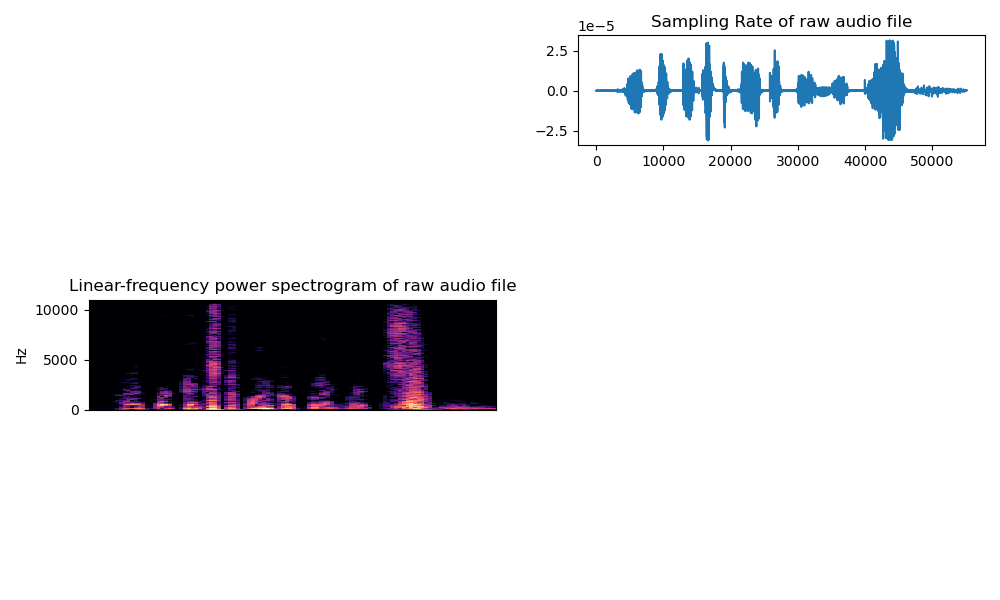 Sampling Rate of raw audio file
1e−5
2.5
0.0
−2.5
0 10000 20000 30000 40000 50000
Linear-frequency power spectrogram of raw audio file
10000
5000
0
Hz